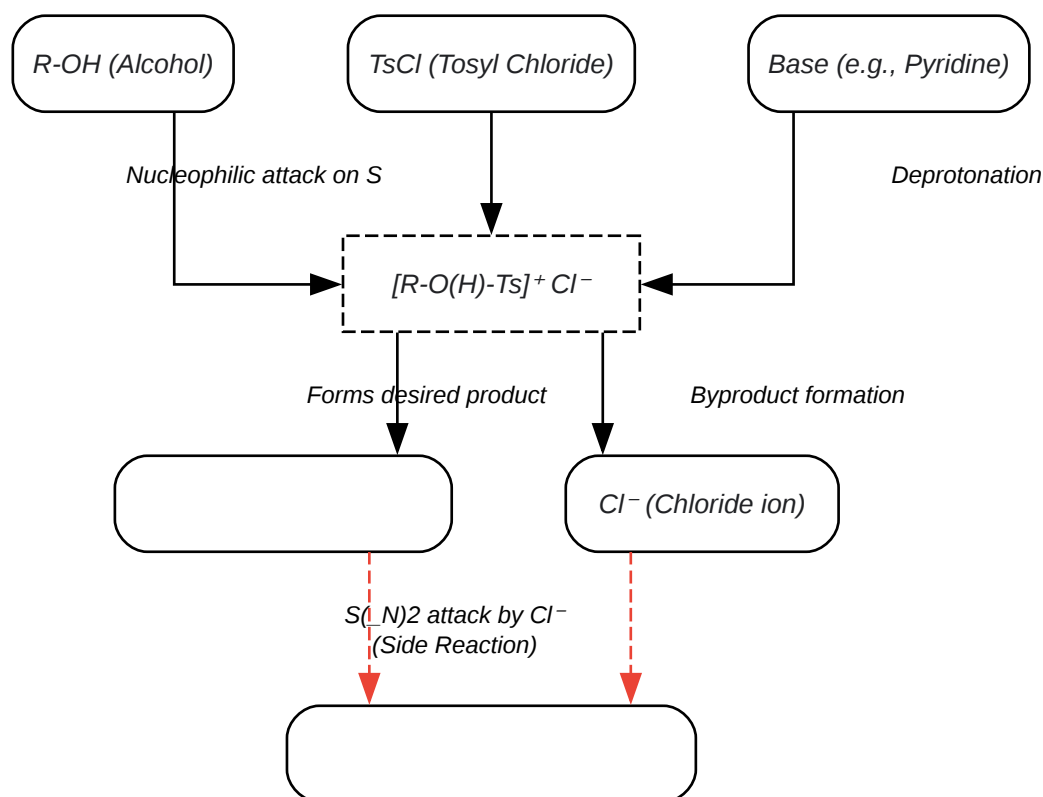 R-OH (Alcohol)
TsCl (Tosyl Chloride)
Base (e.g., Pyridine)
Nucleophilic attack on S
Deprotonation
[R-O(H)-Ts]⁺ Cl⁻
Forms desired product
Byproduct formation
Cl⁻ (Chloride ion)
S(_N)2 attack by Cl⁻
(Side Reaction)